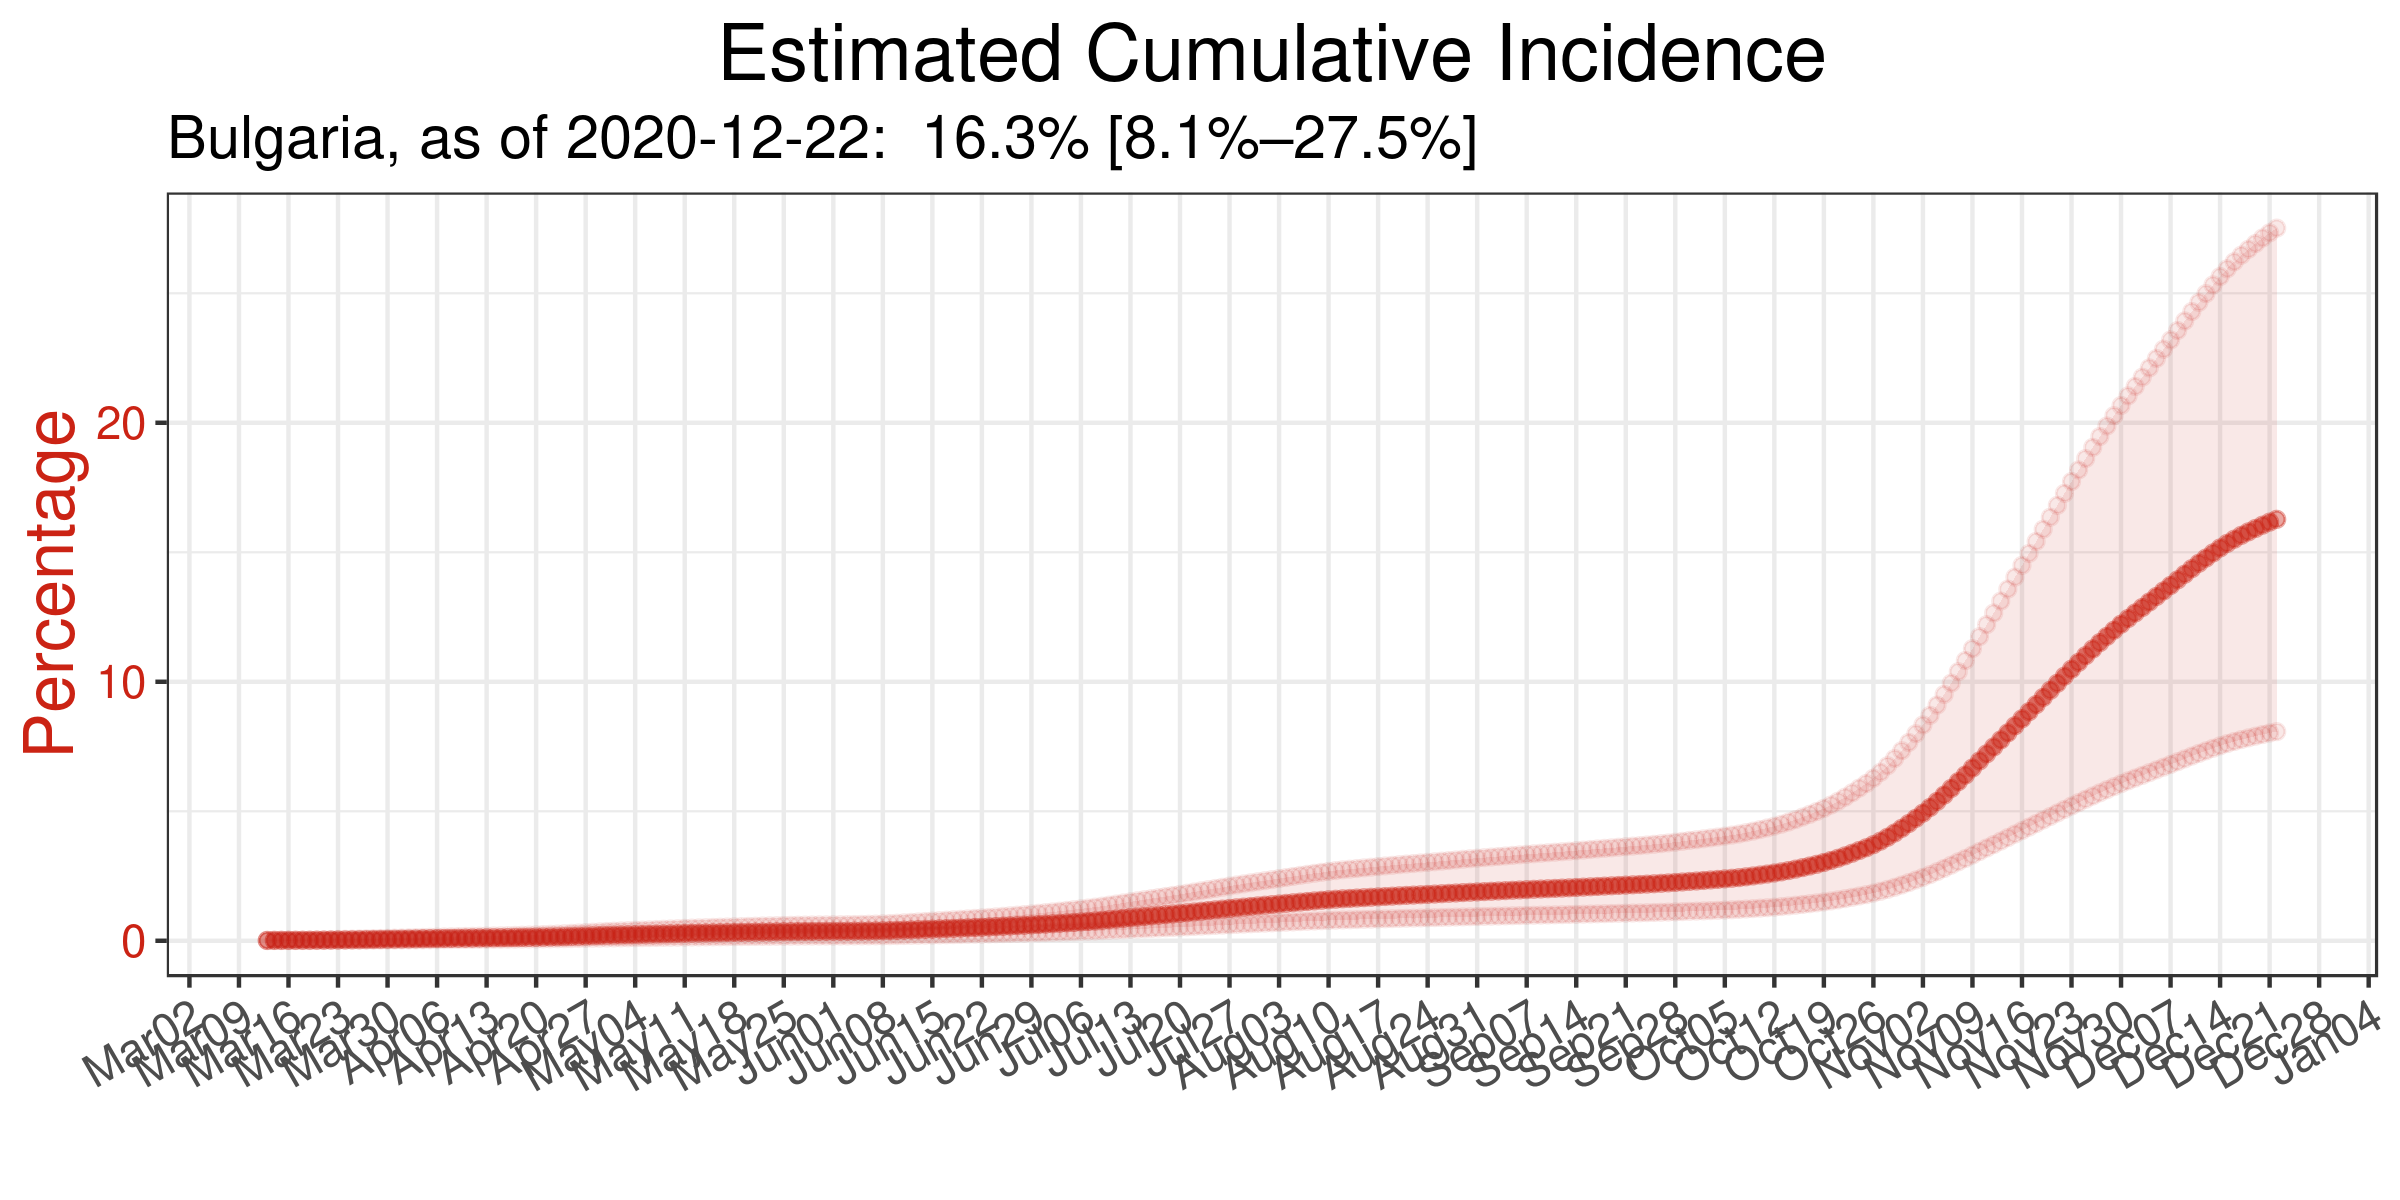 Estimated Cumulative Incidence
Bulgaria, as of 2020-12-22:  16.3% [8.1%–27.5%]
Percentage
20
10
0
Mar02
Mar09
Mar16
Mar23
Mar30
Apr06
Apr13
Apr20
Apr27
May04
May11
May18
May25
Jun01
Jun08
Jun15
Jun22
Jun29
Jul06
Jul13
Jul20
Jul27
Aug03
Aug10
Aug17
Aug24
Aug31
Sep07
Sep14
Sep21
Sep28
Oct05
Oct12
Oct19
Oct26
Nov02
Nov09
Nov16
Nov23
Nov30
Dec07
Dec14
Dec21
Dec28
Jan04